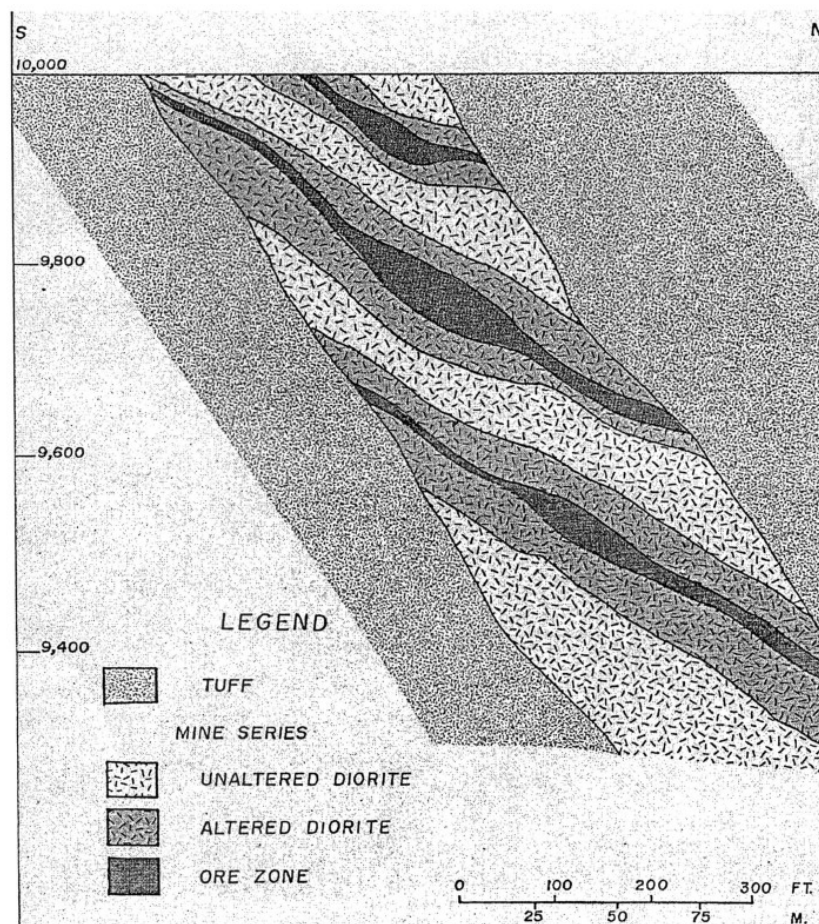 S N
10,000
9,800
9,600
9,400
LEGEND
TUFF
MINE SERIES
UNALTERED DIORITE
ALTERED DIORITE
ORE ZONE
0 100 200 300 FT.
25 50 75 M.